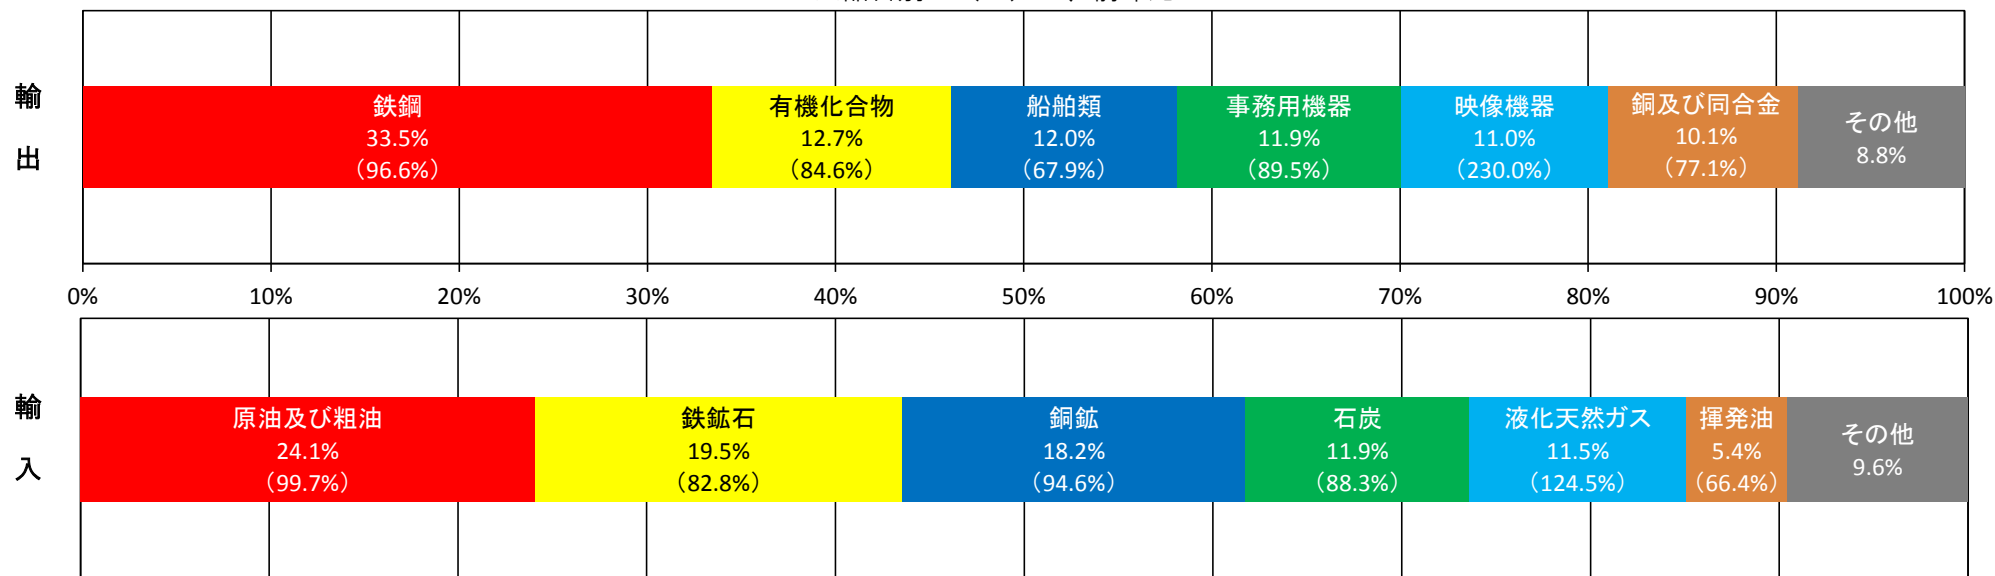 輸出
鉄鋼
33.5%
（96.6%）
有機化合物
12.7%
（84.6%）
船舶類
12.0%
（67.9%）
事務用機器
11.9%
（89.5%）
映像機器
11.0%
（230.0%）
銅及び同合金
10.1%
（77.1%）
その他
8.8%
0%
10%
20%
30%
40%
50%
60%
70%
80%
90%
100%
輸入
原油及び粗油
24.1%
（99.7%）
鉄鉱石
19.5%
（82.8%）
銅鉱
18.2%
（94.6%）
石炭
11.9%
（88.3%）
液化天然ガス
11.5%
（124.5%）
揮発油
5.4%
（66.4%）
その他
9.6%